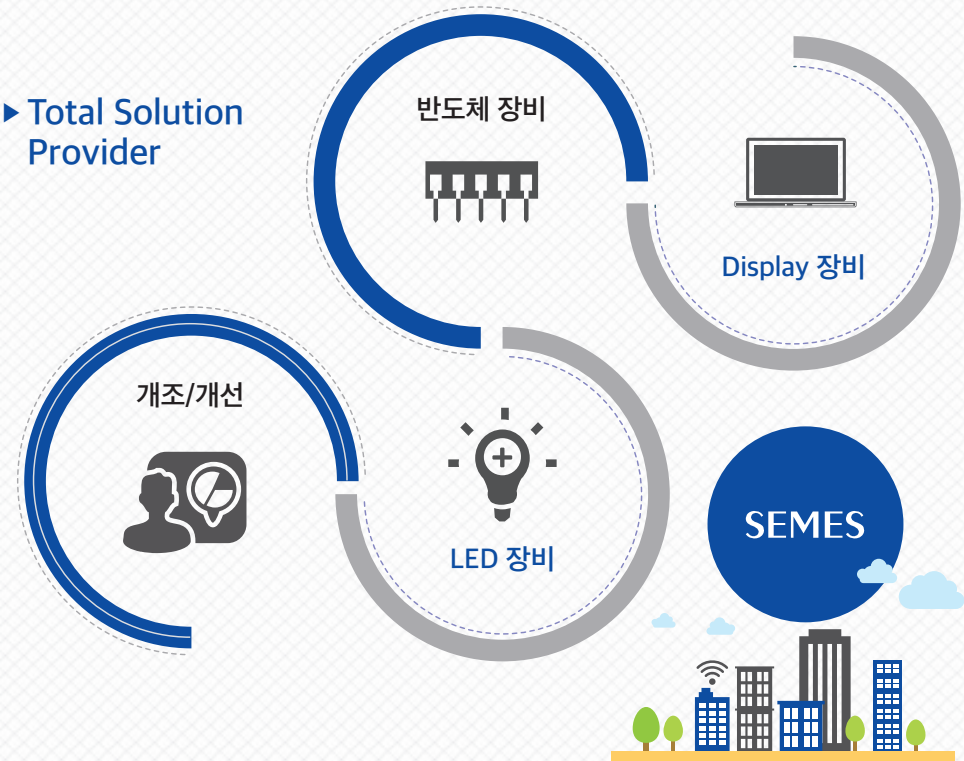 ▶ Total Solution
Provider
반도체 장비
Display 장비
개조/개선
LED 장비
SEMES